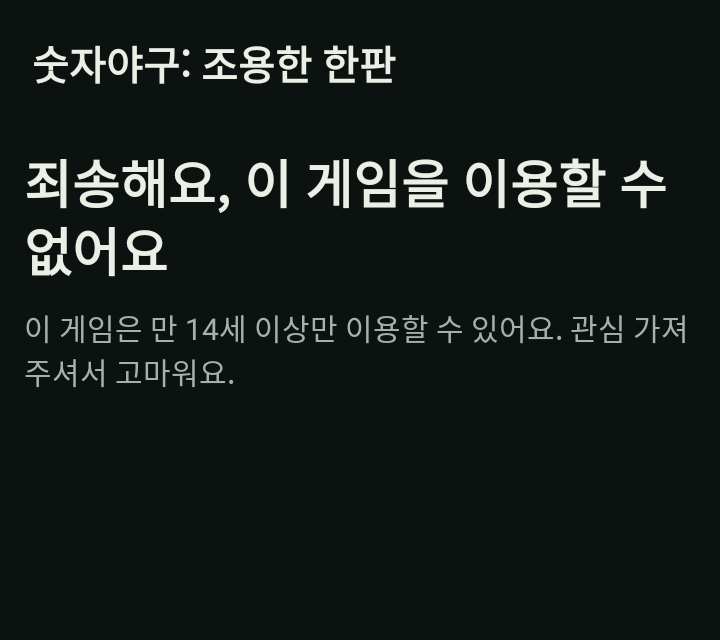 숫자야구: 조용한 한판
죄송해요, 이 게임을 이용할 수
없어요
이 게임은 만 14세 이상만 이용할 수 있어요. 관심 가져
주셔서 고마워요.